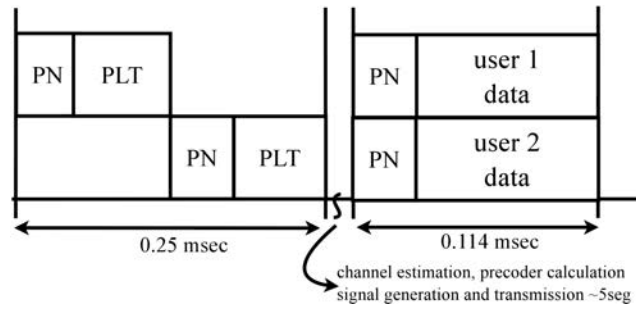 PN PLT
PN user 1 data
PN PLT
PN user 2 data
0.25 msec
0.114 msec
channel estimation, precoder calculation
signal generation and transmission ~5seg